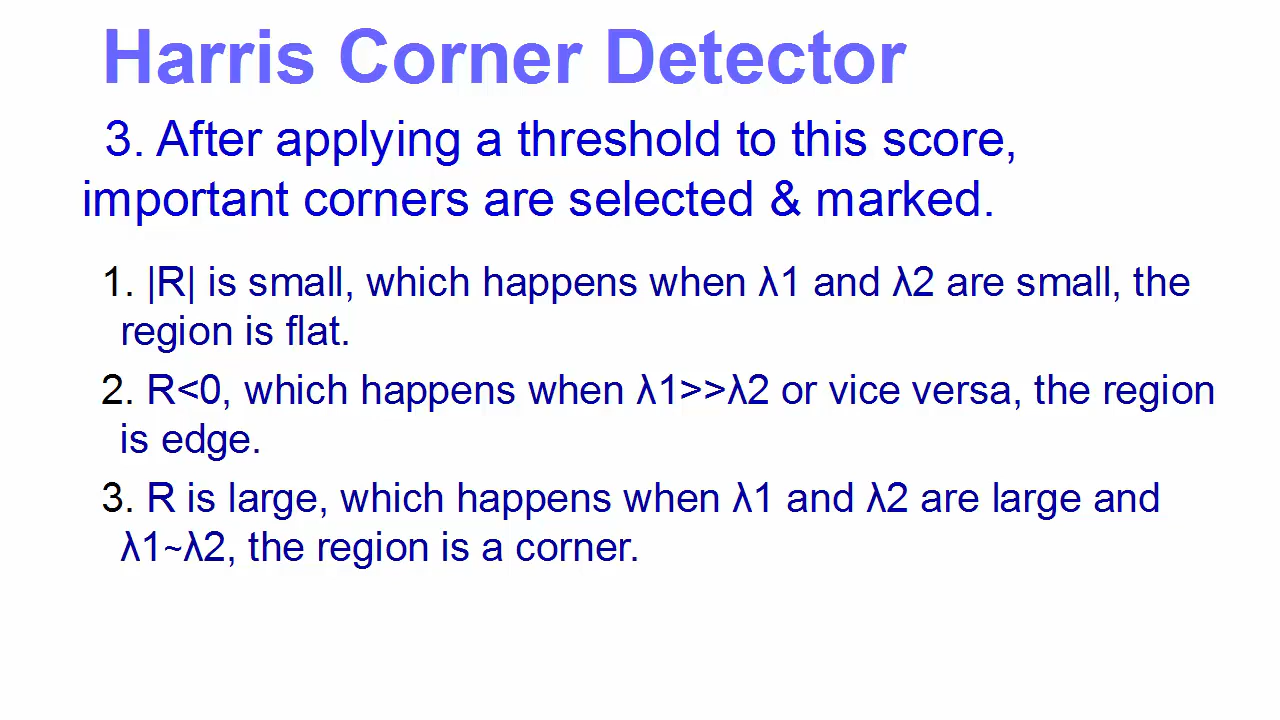 Harris Corner Detector
3. After applying a threshold to this score,
important corners are selected & marked.
1. |R| is small, which happens when λ1 and λ2 are small, the
region is flat.
2. R<0, which happens when λ1>>λ2 or vice versa, the region
is edge.
3. R is large, which happens when λ1 and λ2 are large and
λ1~λ2, the region is a corner.